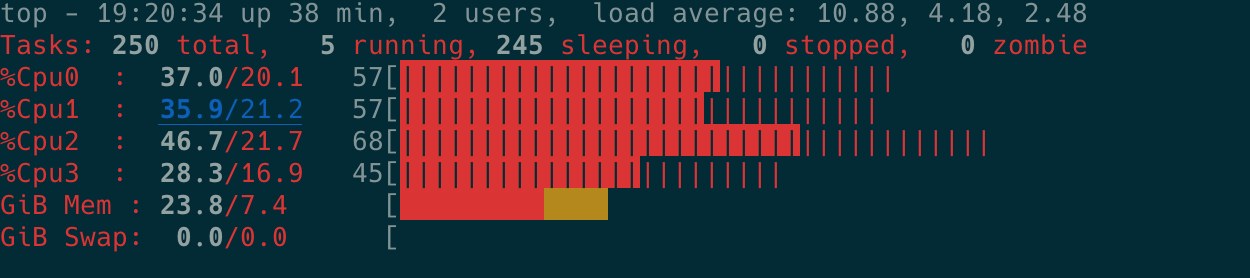 top - 19:20:34 up 38 min,  2 users,  load average: 10.88, 4.18, 2.48
Tasks: 250 total,   5 running, 245 sleeping,   0 stopped,   0 zombie
%Cpu0  :  37.0/20.1   57[|||||||||||||||||||||||||||||||
%Cpu1  :  35.9/21.2   57[||||||||||||||||||||||||||||||
%Cpu2  :  46.7/21.7   68[|||||||||||||||||||||||||||||||||||||
%Cpu3  :  28.3/16.9   45[||||||||||||||||||||||||
GiB Mem : 23.8/7.4      [
GiB Swap:  0.0/0.0      [